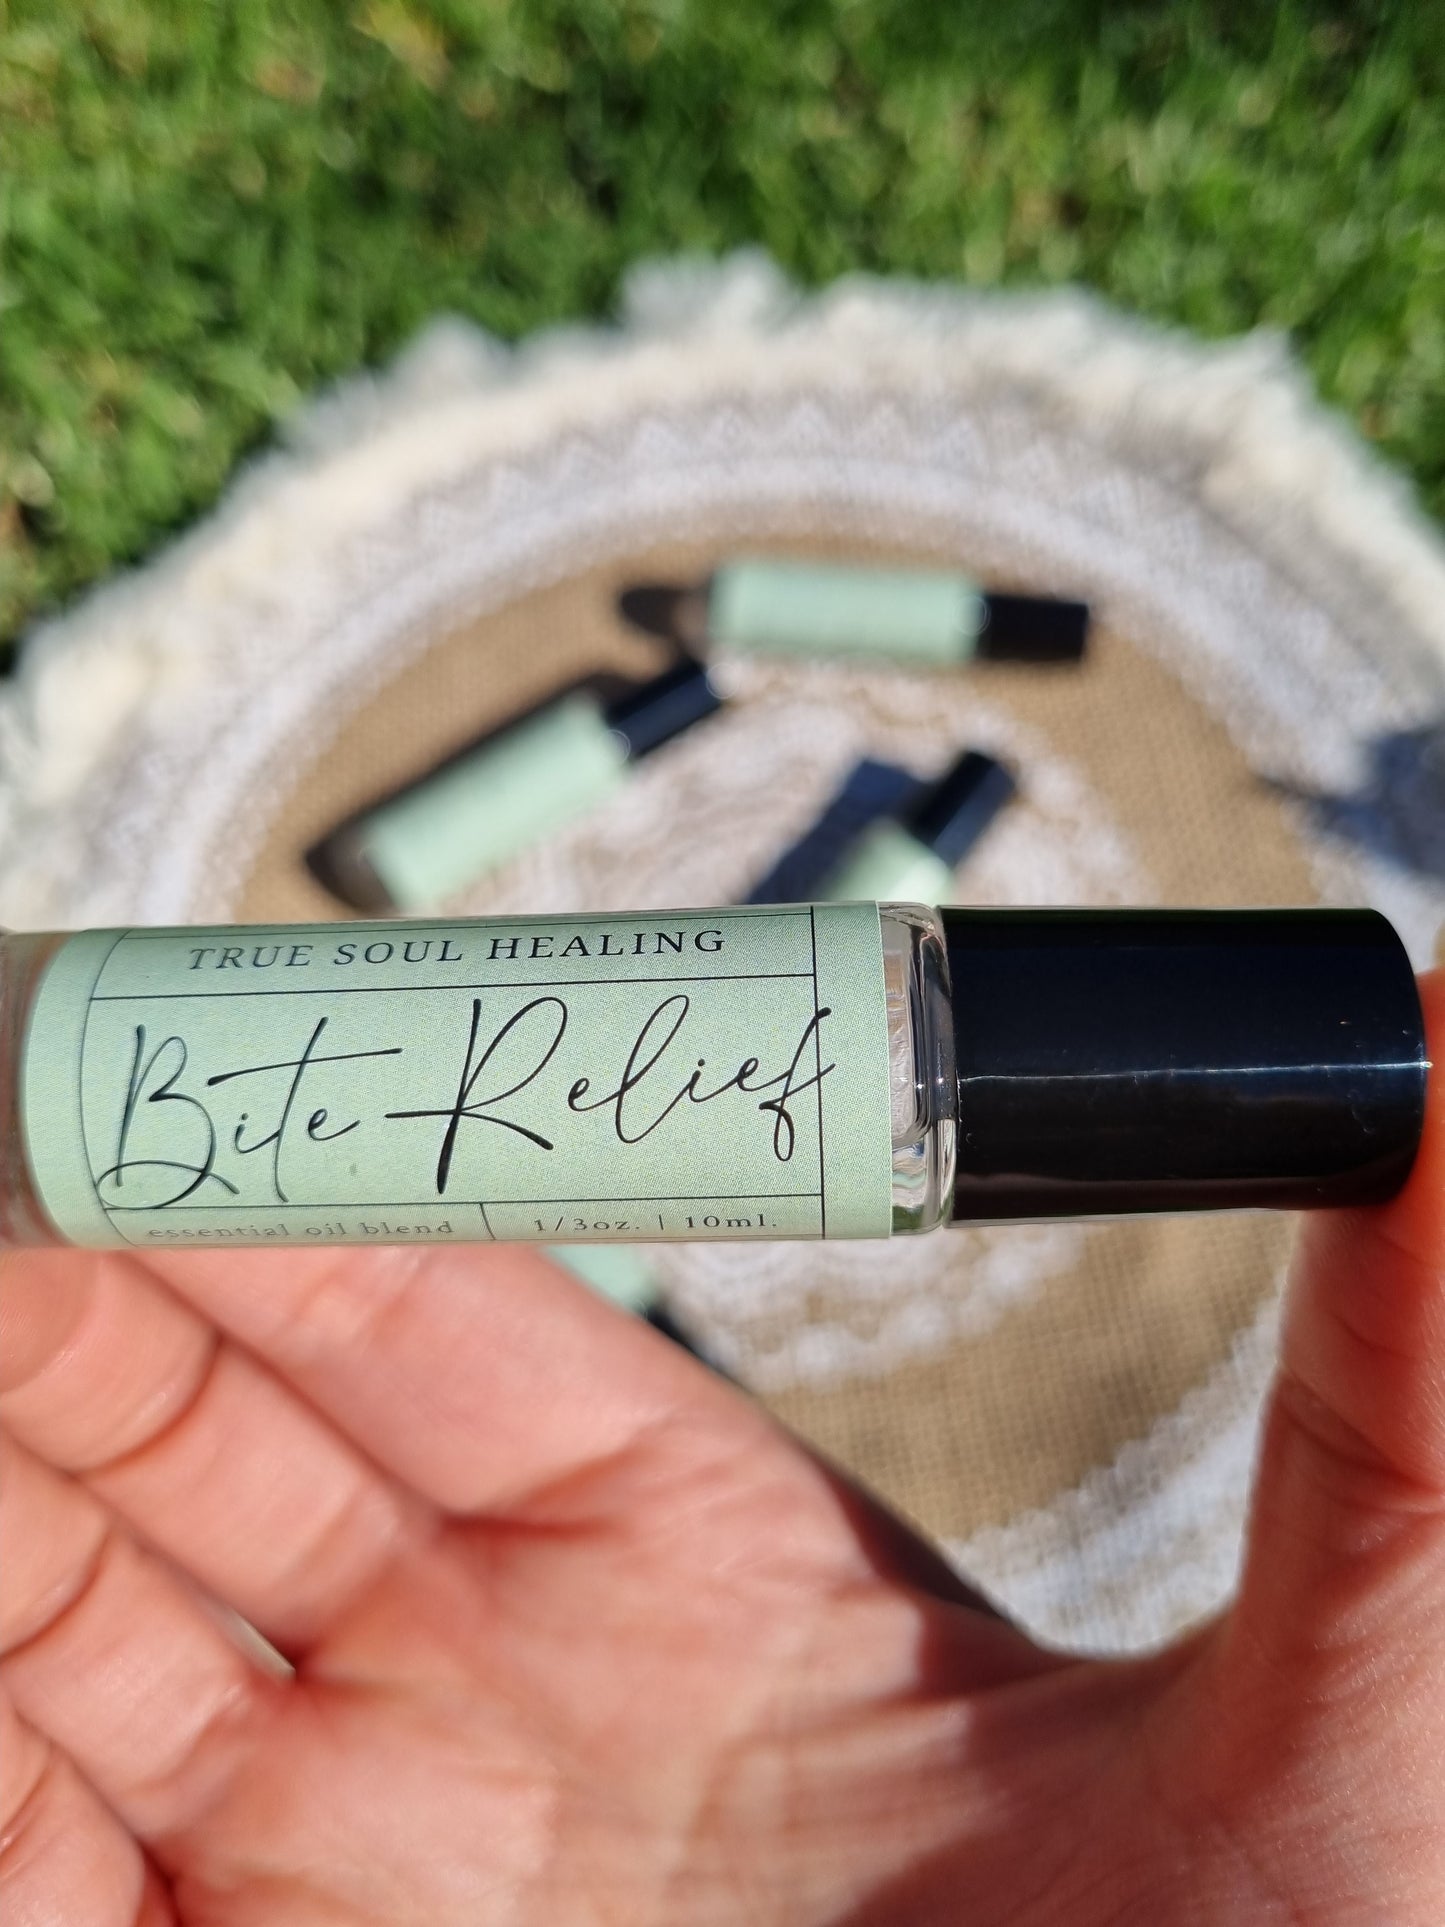 TRUE SOUL HEALING
Bite Relief
essential oil blend 1/3oz. | 10ml.